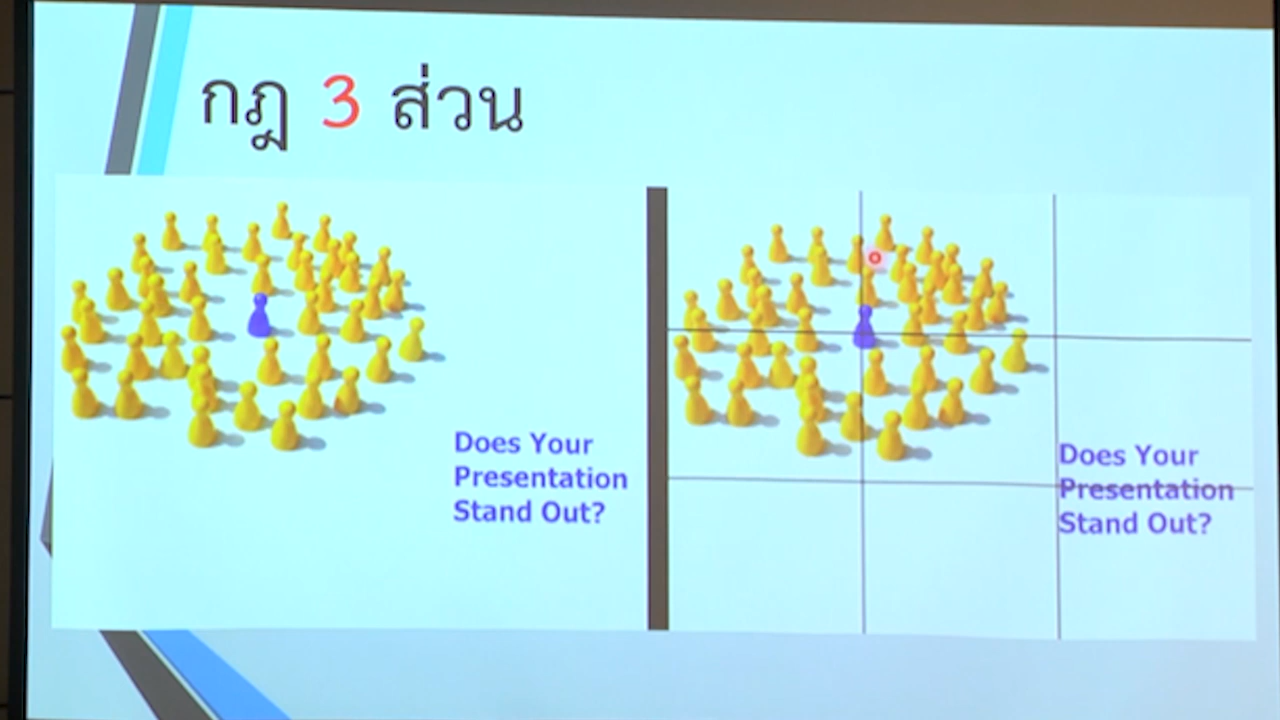 กฎ 3 ส่วน
Does Your
Presentation
Stand Out?
Does Your
Presentation
Stand Out?